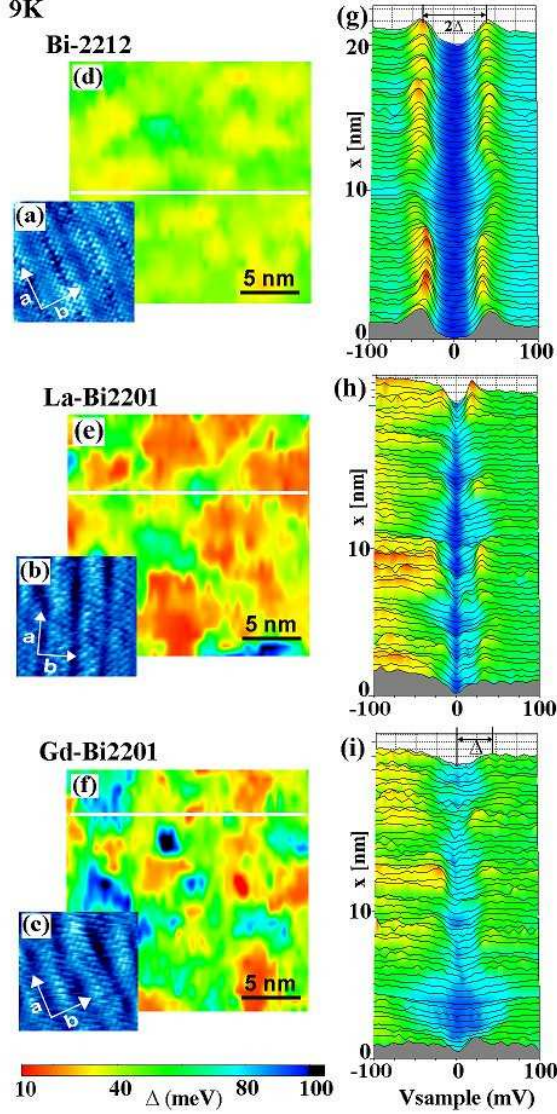 9K
Bi-2212
(d)
5 nm
(a)
a
b
(g)
2Δ
20
x [nm]
10
0
-100 0 100
La-Bi2201
(e)
5 nm
(b)
a
b
(h)
x [nm]
10
0
-100 0 100
Gd-Bi2201
(f)
5 nm
(c)
a
b
(i)
Δ
x [nm]
10
0
-100 0 100
Vsample (mV)
10 40 80 100
Δ (meV)